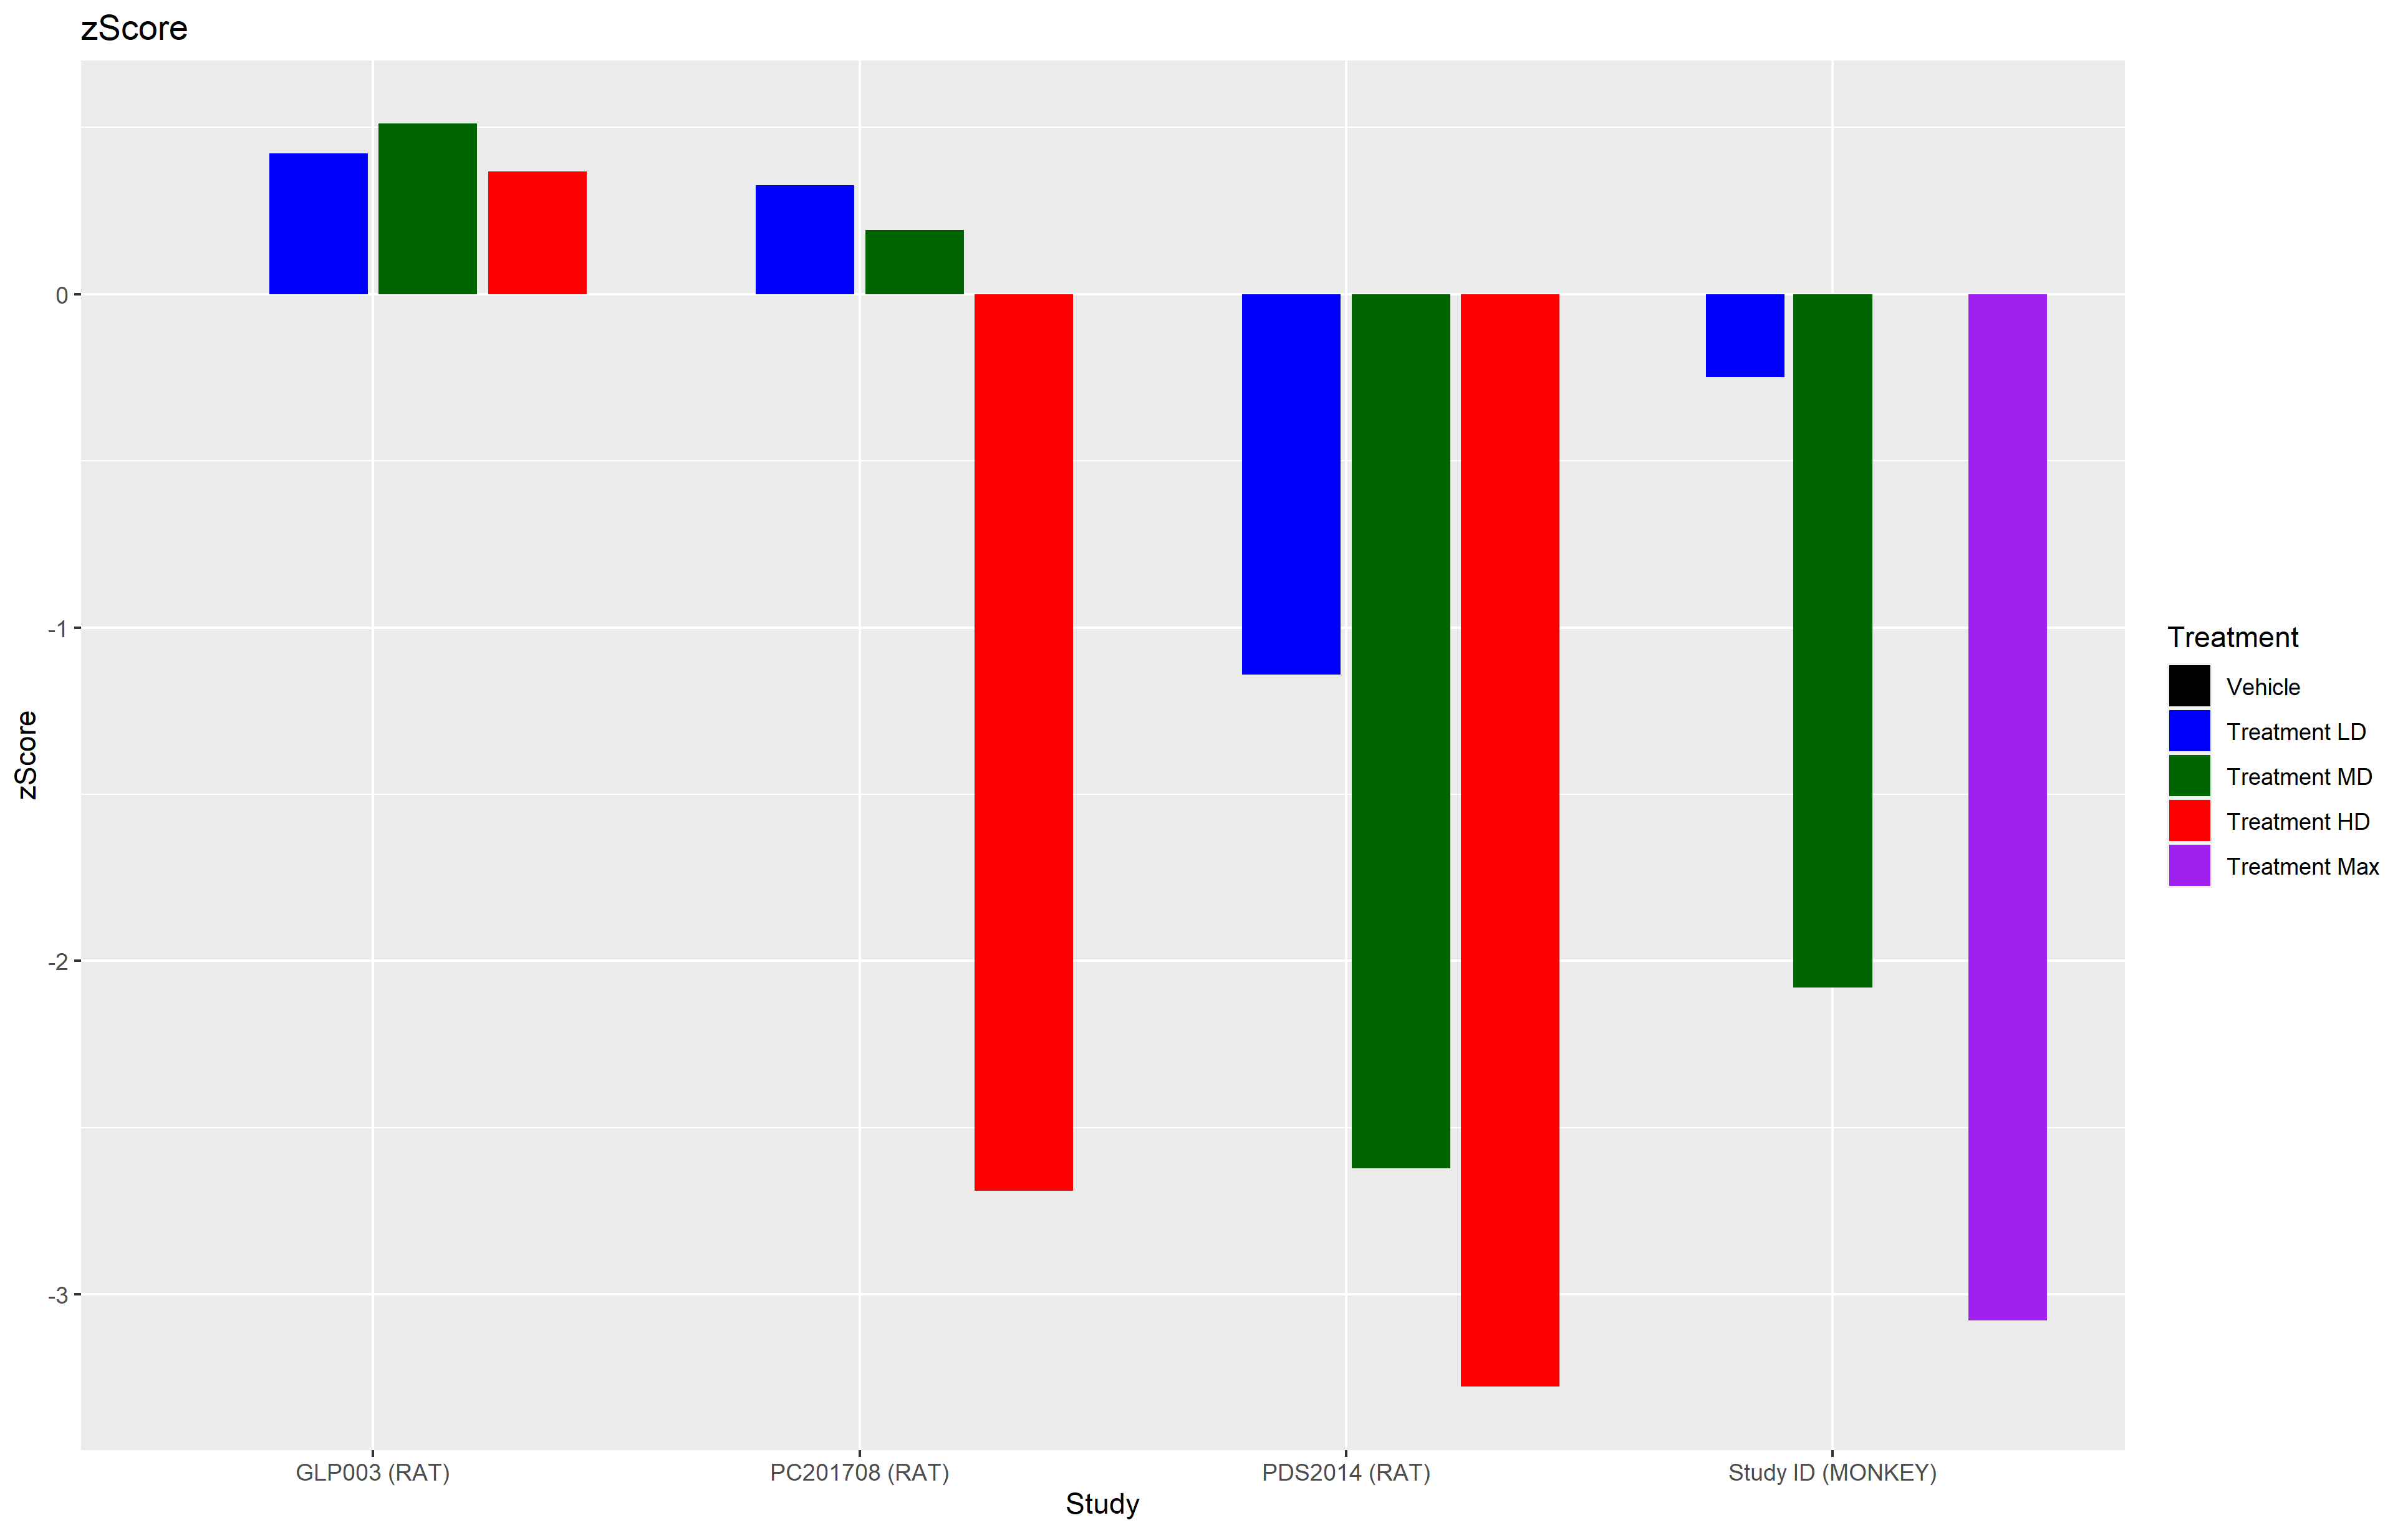 zScore
zScore
0
-1
-2
-3
GLP003 (RAT)
PC201708 (RAT)
PDS2014 (RAT)
Study ID (MONKEY)
Study
Treatment
Vehicle
Treatment LD
Treatment MD
Treatment HD
Treatment Max